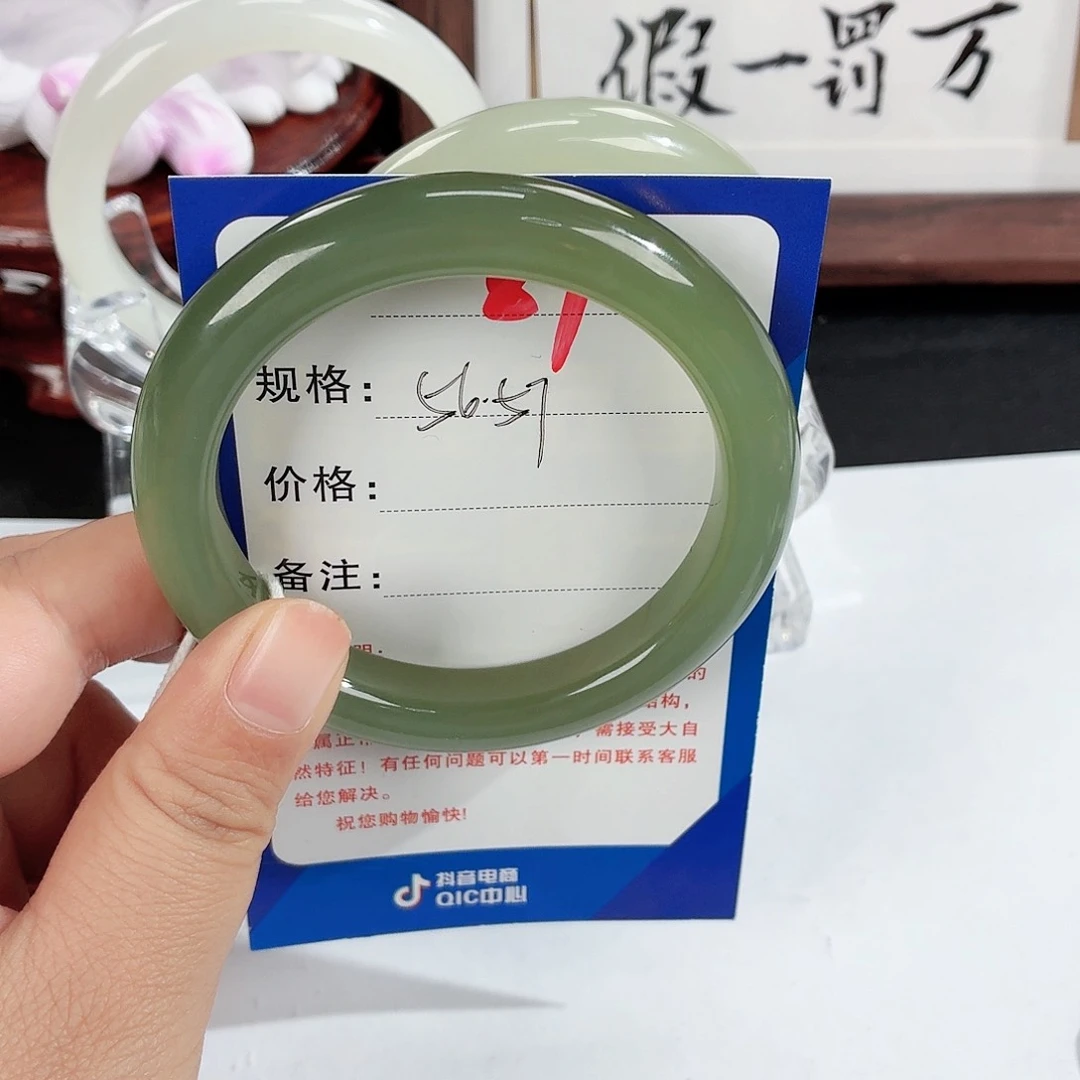 假一罚万
规格：56.57
价格：
备注：
的
结构，
需接受大自
然特征！有任何问题可以第一时间联系客服
给您解决。
祝您购物愉快!
抖音电商
QIC中心